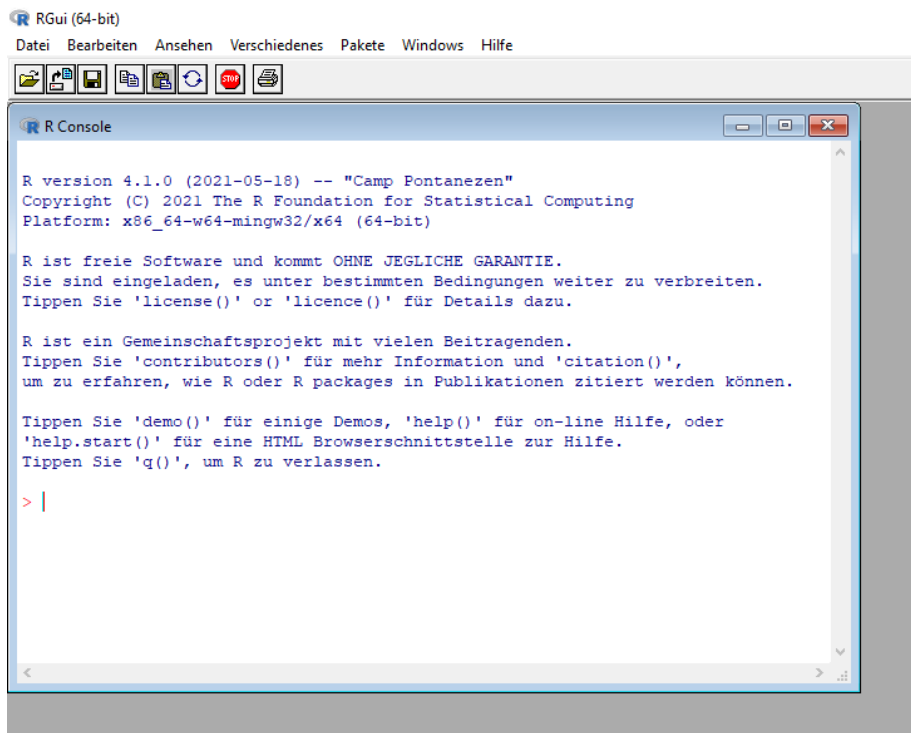 RGui (64-bit)
Datei Bearbeiten Ansehen Verschiedenes Pakete Windows Hilfe
STOP
R Console
R version 4.1.0 (2021-05-18) -- "Camp Pontanezen"
Copyright (C) 2021 The R Foundation for Statistical Computing
Platform: x86_64-w64-mingw32/x64 (64-bit)
R ist freie Software und kommt OHNE JEGLICHE GARANTIE.
Sie sind eingeladen, es unter bestimmten Bedingungen weiter zu verbreiten.
Tippen Sie 'license()' or 'licence()' für Details dazu.
R ist ein Gemeinschaftsprojekt mit vielen Beitragenden.
Tippen Sie 'contributors()' für mehr Information und 'citation()',
um zu erfahren, wie R oder R packages in Publikationen zitiert werden können.
Tippen Sie 'demo()' für einige Demos, 'help()' für on-line Hilfe, oder
'help.start()' für eine HTML Browserschnittstelle zur Hilfe.
Tippen Sie 'q()', um R zu verlassen.
>